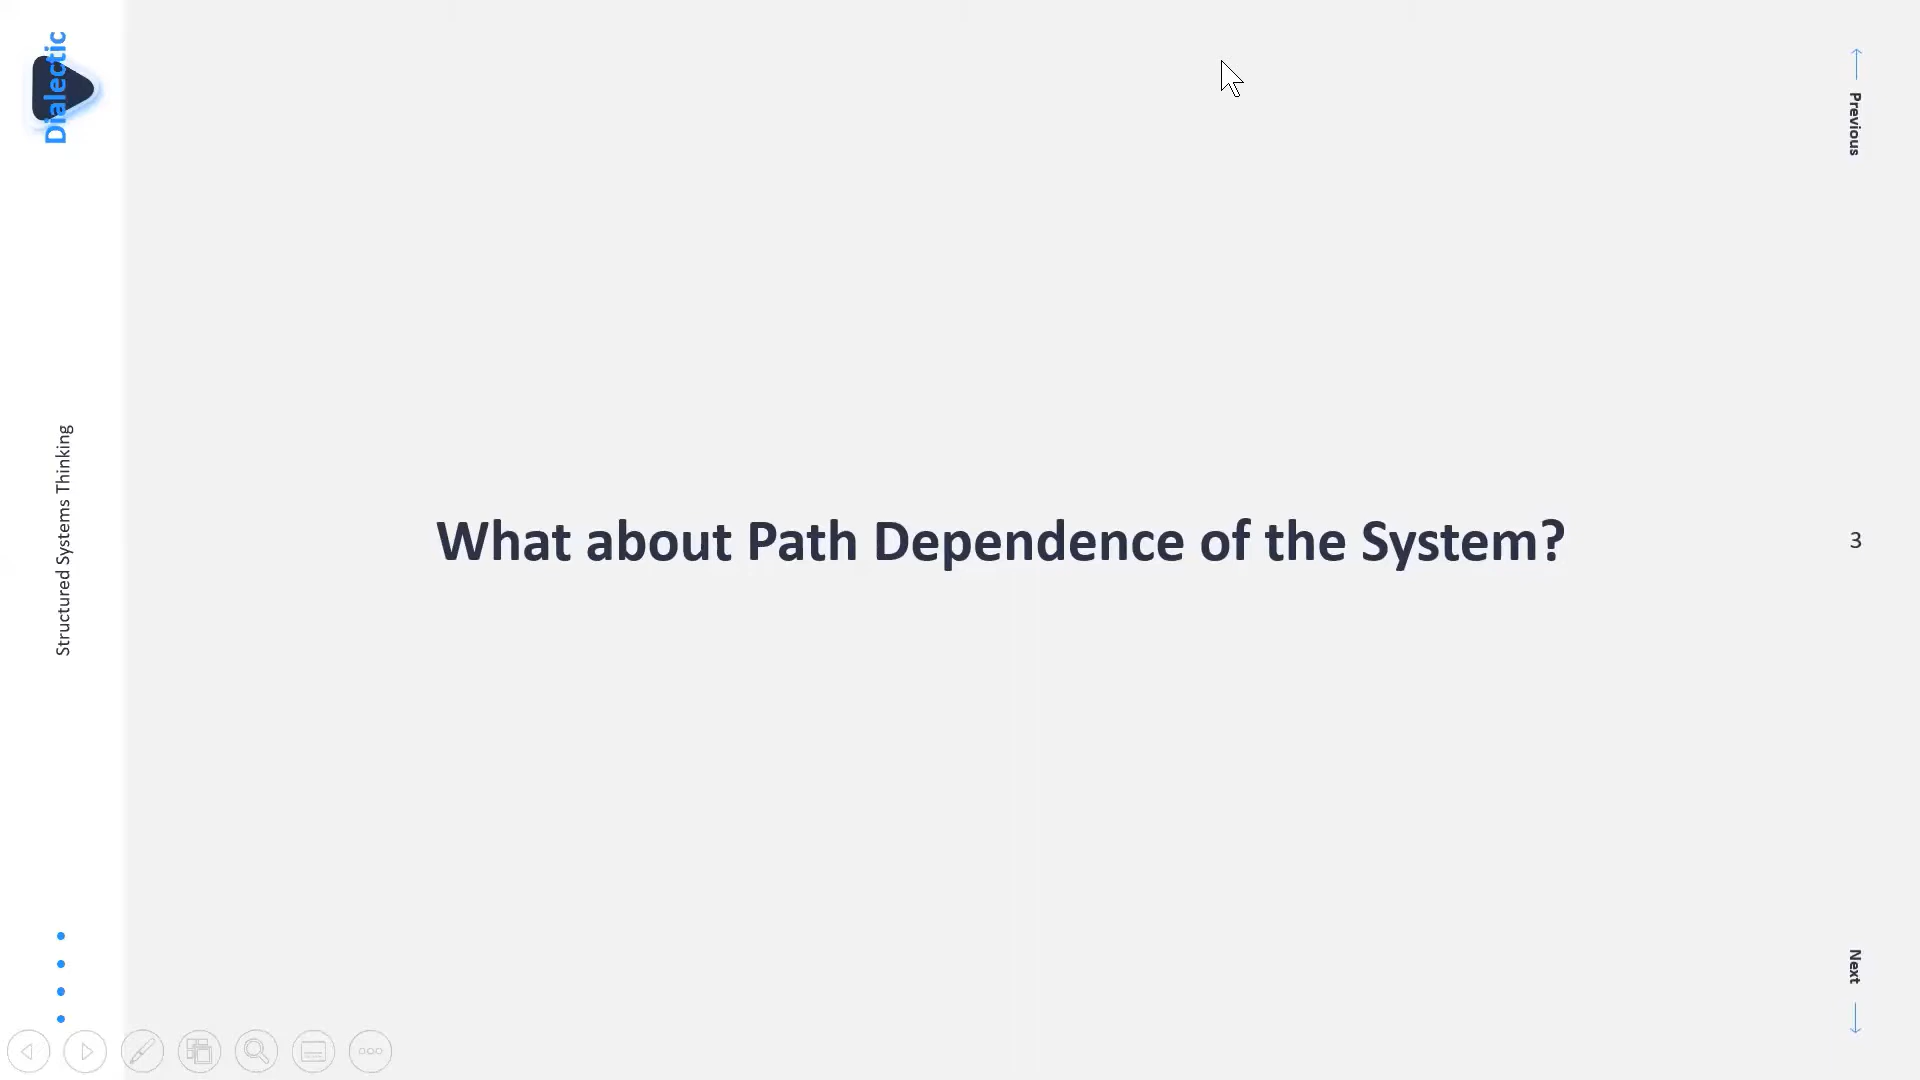 Dialectic
Structured Systems Thinking
What about Path Dependence of the System?
Previous
3
Next